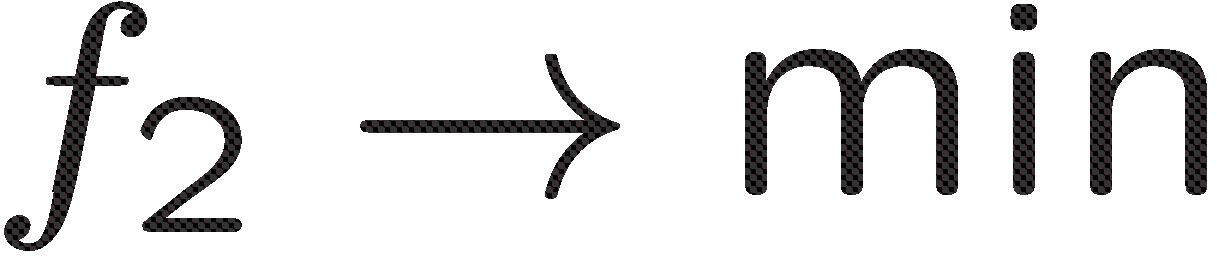 f₂ → min